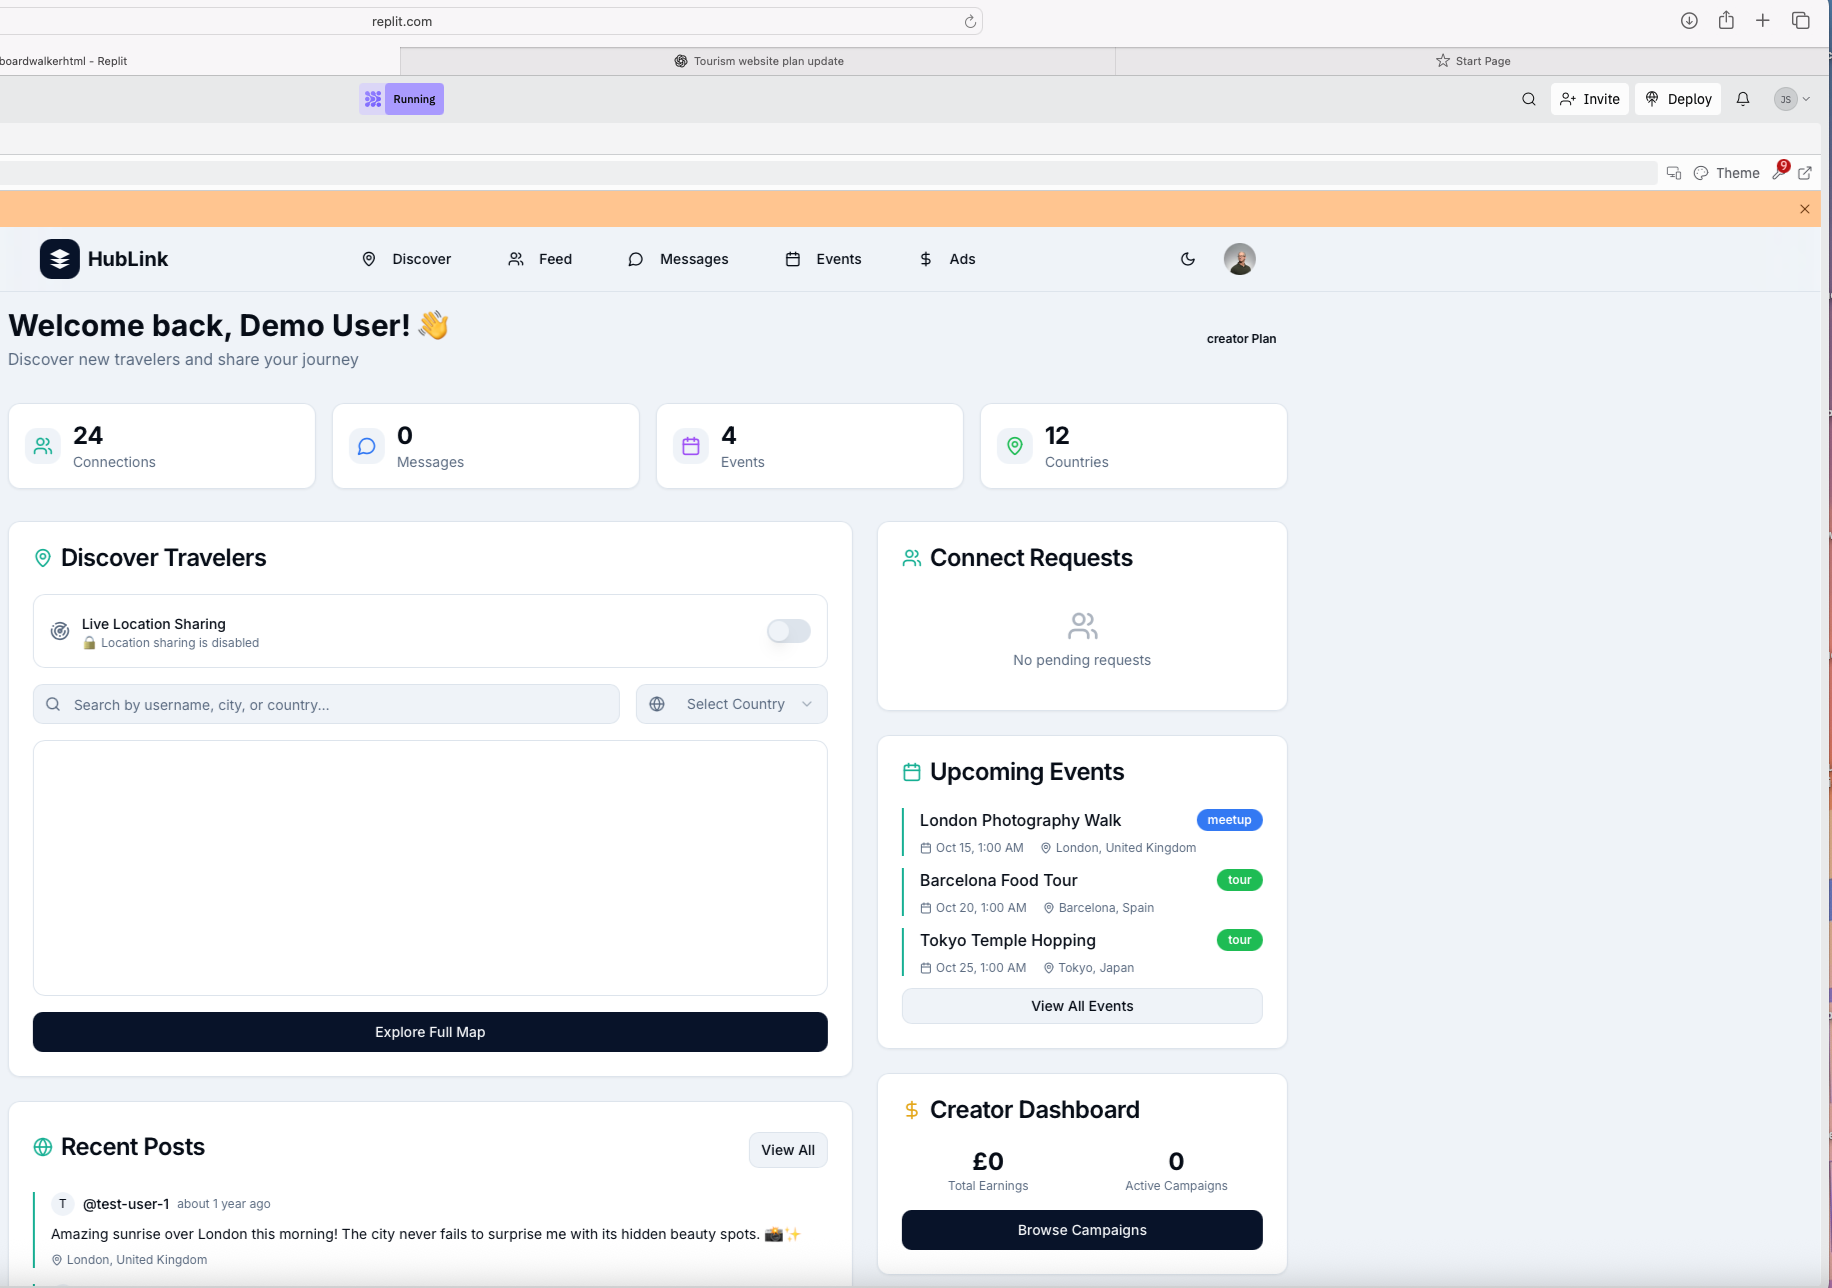 replit.com
boardwalkerhtml - Replit
Tourism website plan update
Start Page
Running
Invite
Deploy
JS
Theme
9
HubLink
Discover
Feed
Messages
Events
Ads
Welcome back, Demo User! 👋
Discover new travelers and share your journey
creator Plan
24
Connections
0
Messages
4
Events
12
Countries
Discover Travelers
Live Location Sharing
🔒 Location sharing is disabled
Search by username, city, or country...
Select Country
Explore Full Map
Recent Posts
View All
T
@test-user-1 about 1 year ago
Amazing sunrise over London this morning! The city never fails to surprise me with its hidden beauty spots. 📸✨
London, United Kingdom
Connect Requests
No pending requests
Upcoming Events
London Photography Walk
meetup
Oct 15, 1:00 AM London, United Kingdom
Barcelona Food Tour
tour
Oct 20, 1:00 AM Barcelona, Spain
Tokyo Temple Hopping
tour
Oct 25, 1:00 AM Tokyo, Japan
View All Events
Creator Dashboard
£0
Total Earnings
0
Active Campaigns
Browse Campaigns